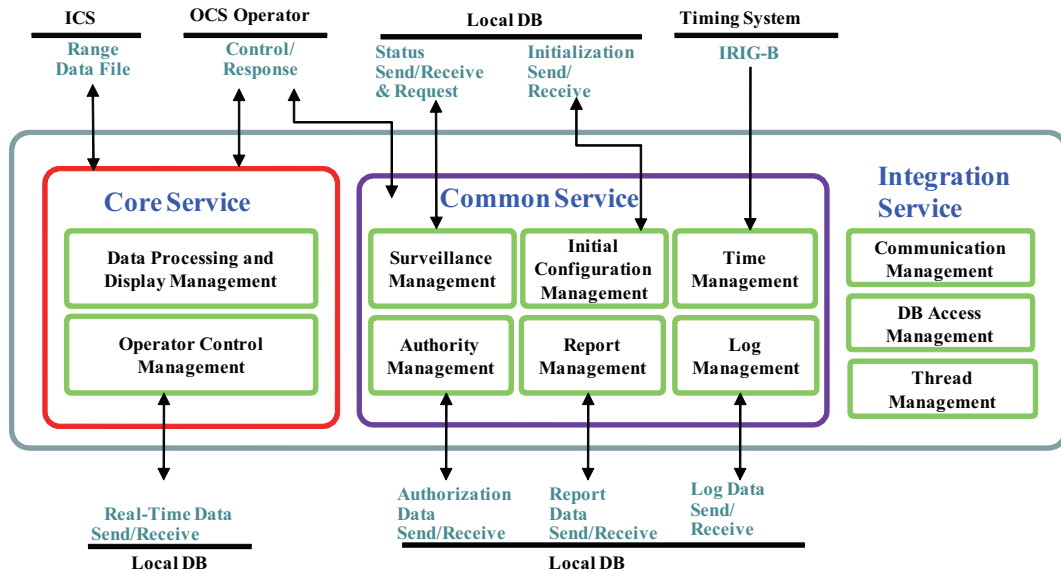 ICS
OCS Operator
Local DB
Timing System
Range
Data File
Control/
Response
Status
Send/Receive
& Request
Initialization
Send/
Receive
IRIG-B
Core Service
Data Processing and
Display Management
Operator Control
Management
Common Service
Surveillance
Management
Initial
Configuration
Management
Time
Management
Authority
Management
Report
Management
Log
Management
Integration
Service
Communication
Management
DB Access
Management
Thread
Management
Real-Time Data
Send/Receive
Local DB
Authorization
Data
Send/Receive
Report
Data
Send/Receive
Log Data
Send/
Receive
Local DB